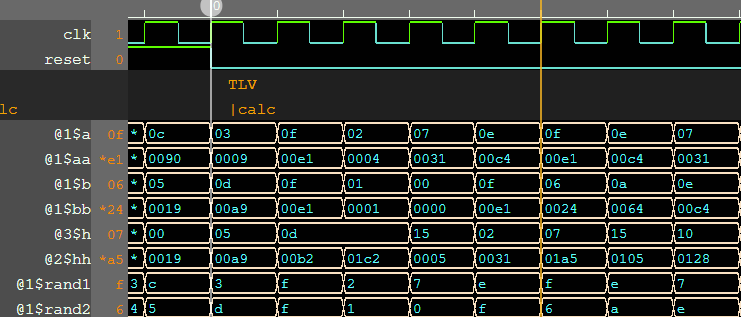 0
clk 1
reset 0
TLV
lc |calc
@1$a 0f * 0c 03 0f 02 07 0e 0f 0e 07
@1$aa *e1 * 0090 0009 00e1 0004 0031 00c4 00e1 00c4 0031
@1$b 06 * 05 0d 0f 01 00 0f 06 0a 0e
@1$bb *24 * 0019 00a9 00e1 0001 0000 00e1 0024 0064 00c4
@3$h 07 * 00 05 0d 15 02 07 15 10
@2$hh *a5 * 0019 00a9 00b2 01c2 0005 0031 01a5 0105 0128
@1$rand1 f 3 c 3 f 2 7 e f e 7
@1$rand2 6 4 5 d f 1 0 f 6 a e